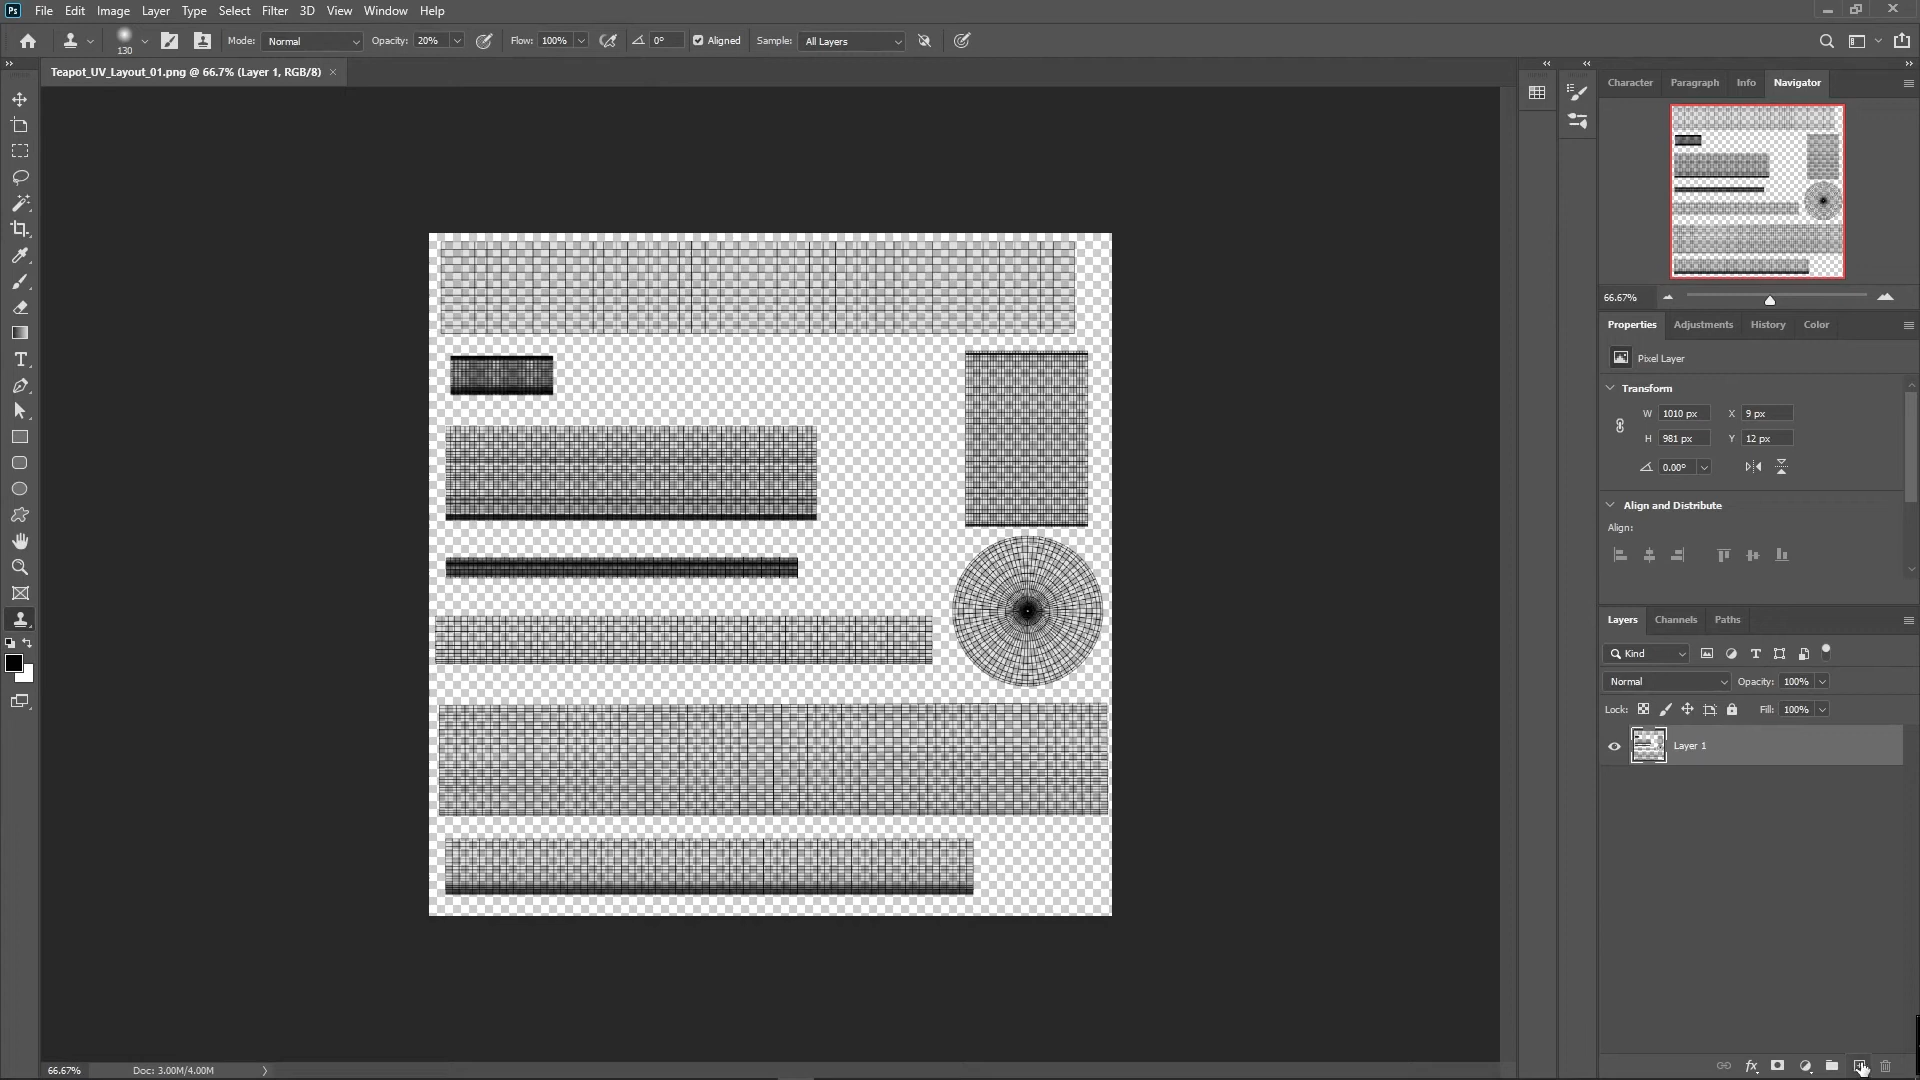 Ps File Edit Image Layer Type Select Filter 3D View Window Help
130 Mode: Normal Opacity: 20% Flow: 100% 0° Aligned Sample: All Layers
Teapot_UV_Layout_01.png @ 66.7% (Layer 1, RGB/8) ×
Character Paragraph Info Navigator
66.67%
Properties Adjustments History Color
Pixel Layer
Transform
W 1010 px X 9 px
H 981 px Y 12 px
0.00°
Align and Distribute
Align:
Layers Channels Paths
Kind
Normal Opacity: 100%
Lock: Fill: 100%
Layer 1
fx
66.67% Doc: 3.00M/4.00M